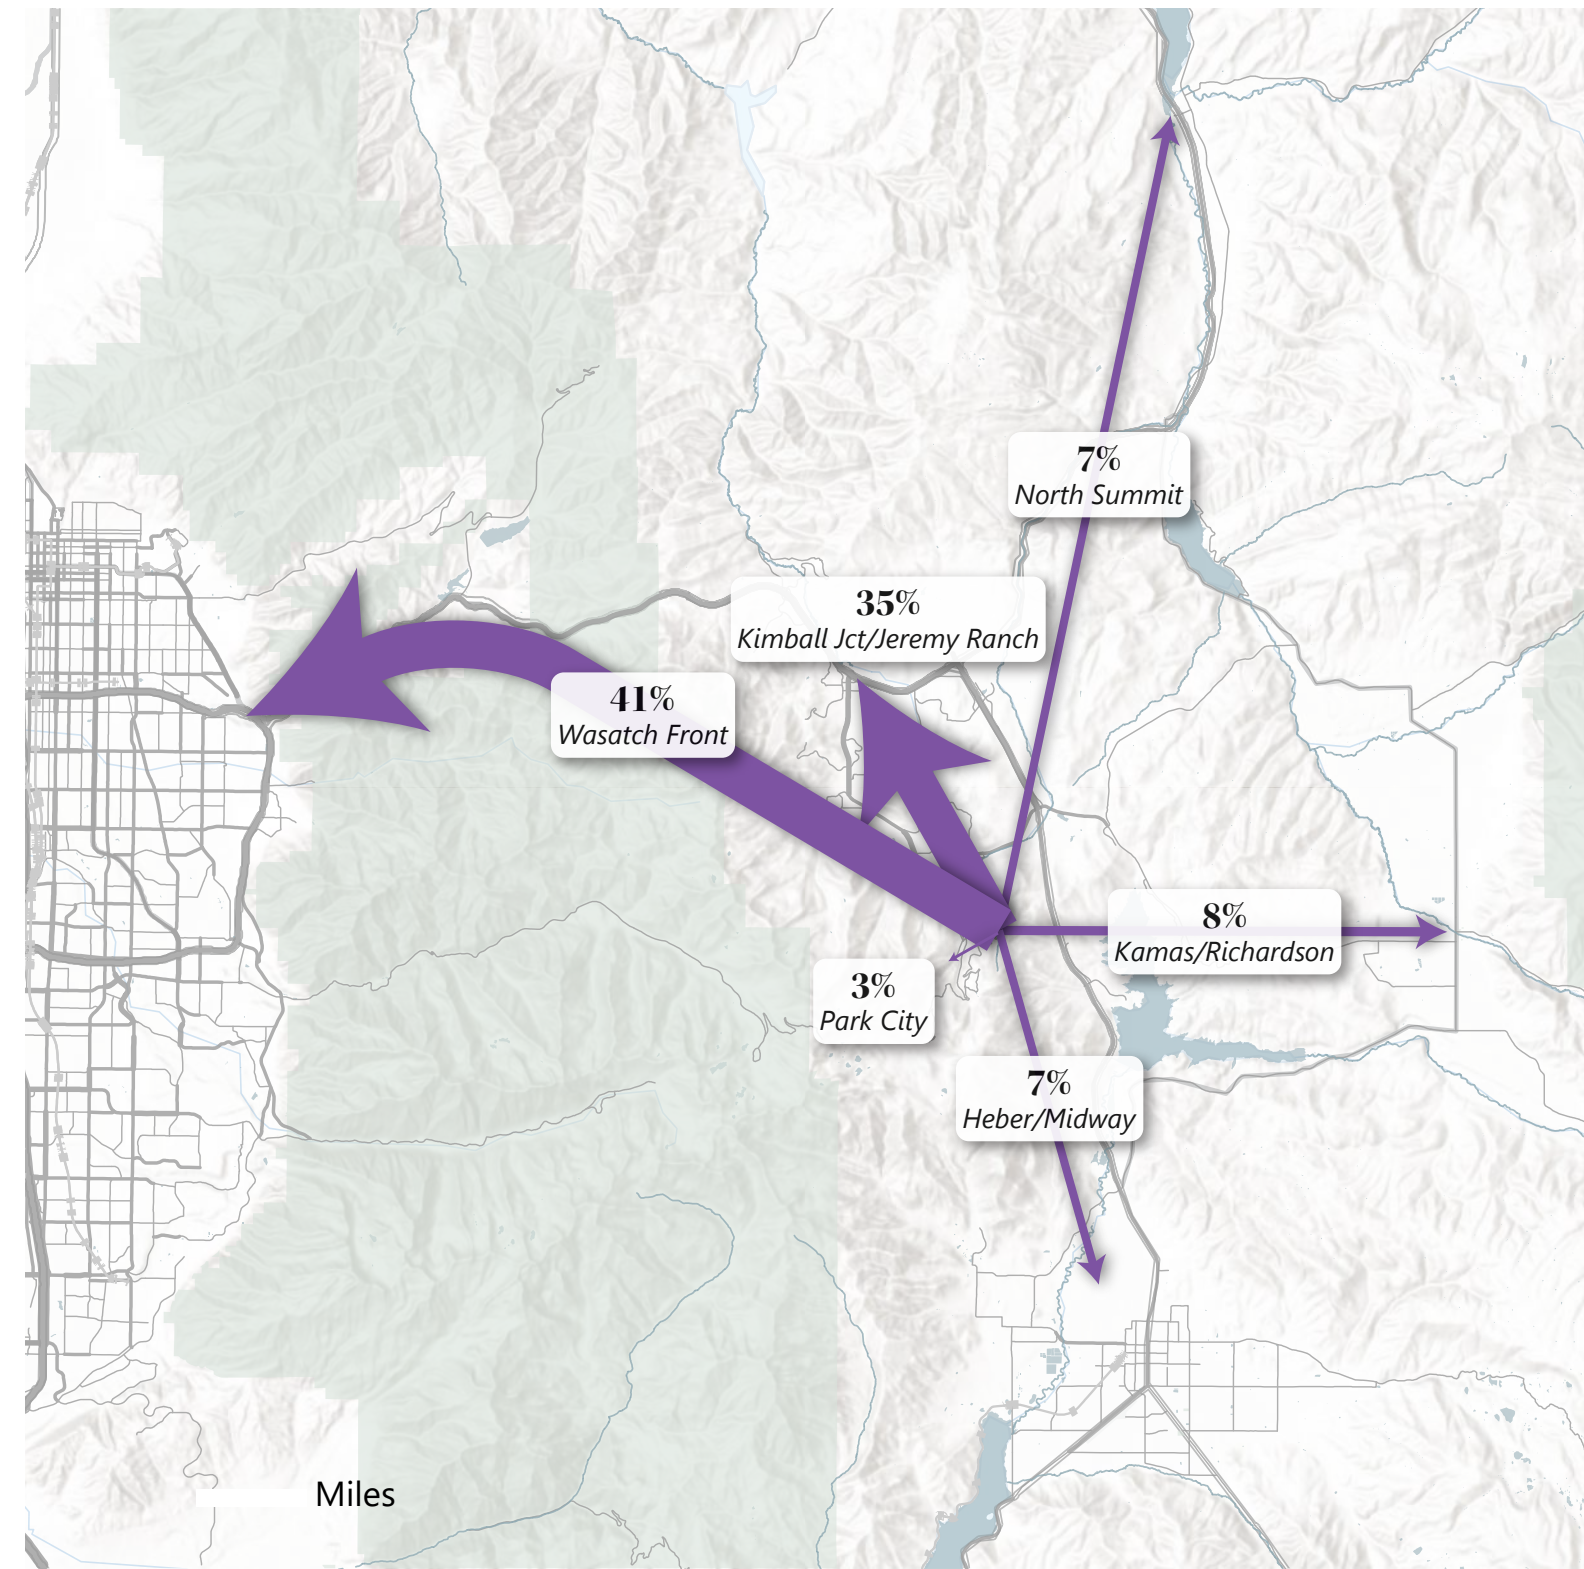 7%
North Summit
35%
Kimball Jct/Jeremy Ranch
41%
Wasatch Front
8%
Kamas/Richardson
3%
Park City
7%
Heber/Midway
Miles